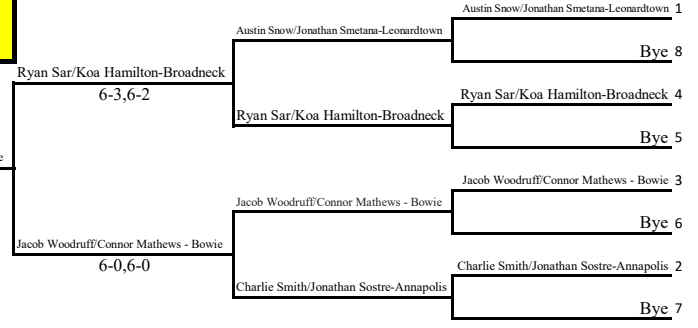 Austin Snow/Jonathan Smetana-Leonardtown 1
Austin Snow/Jonathan Smetana-Leonardtown
Bye 8
Ryan Sar/Koa Hamilton-Broadneck
6-3,6-2
Ryan Sar/Koa Hamilton-Broadneck 4
Ryan Sar/Koa Hamilton-Broadneck
Bye 5
e
Jacob Woodruff/Connor Mathews - Bowie 3
Jacob Woodruff/Connor Mathews - Bowie
Bye 6
Jacob Woodruff/Connor Mathews - Bowie
6-0,6-0
Charlie Smith/Jonathan Sostre-Annapolis 2
Charlie Smith/Jonathan Sostre-Annapolis
Bye 7